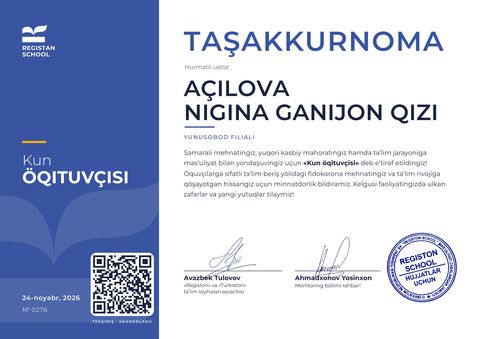 REGISTAN
SCHOOL
Kun
ÖQITUVÇISI
24-noyabr, 2026
№ 0276
TEKŞIRIŞ - SKANERLANG
TAŞAKKURNOMA
Hurmatli ustoz
AÇILOVA
NIGINA GANIJON QIZI
YUNUSOBOD FILIALI
Samarali mehnatingiz, yuqori kasbiy mahoratingiz hamda ta'lim jarayoniga
mas'uliyat bilan yondaşuvingiz uçun «Kun öqituvçisi» deb e'tirof etildingiz!
Öquvçilarga sifatli ta'lim beriş yölidagi fidokorona mehnatingiz va ta'lim rivojiga
qöşayotgan hissangiz uçun minnatdorlik bildiramiz. Kelgusi faoliyatingizda ulkan
zafarlar va yangi yutuqlar tilaymiz!
Avazbek Tulovov
«Registon» va «Turkiston»
ta'lim loyihalari asoschisi
Ahmadxonov Yosinxon
Monitoring bölimi rahbari
REGISTON
SCHOOL
HUJJATLAR
UCHUN